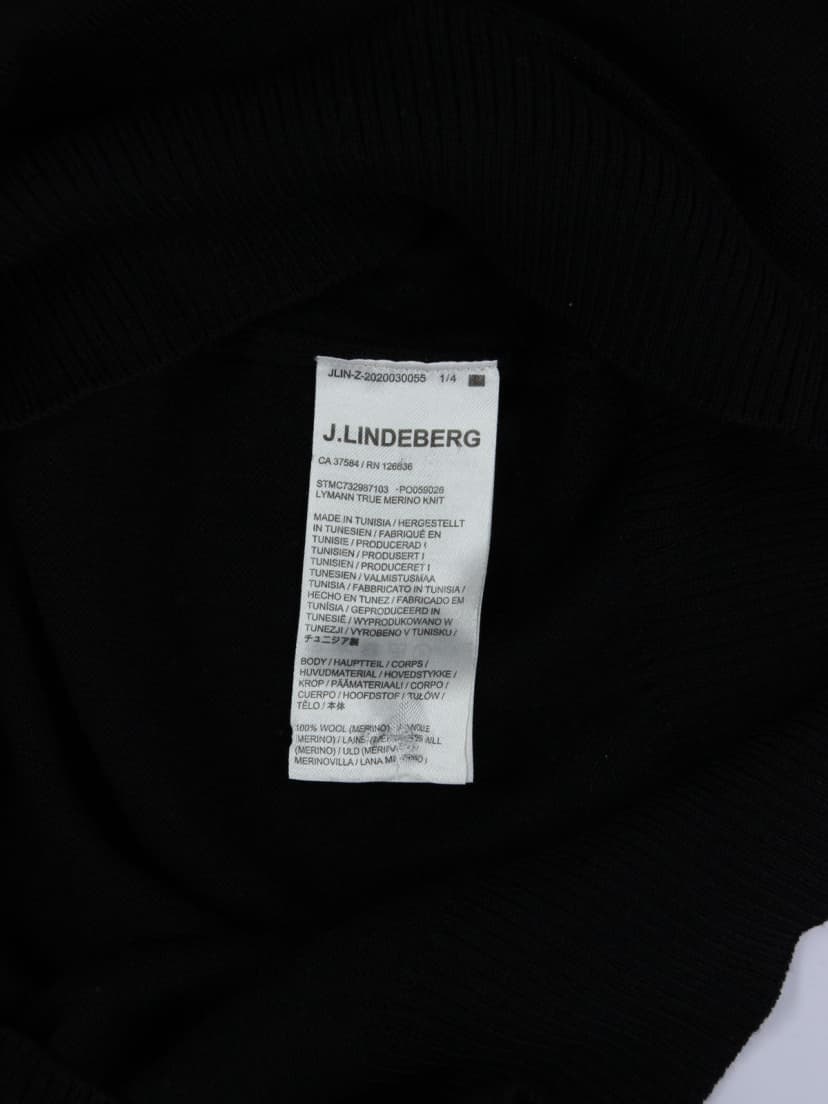 JLIN-Z-2020030055 1/4
J.LINDEBERG
CA 37584 / RN 126636
STMC732987103 -PO059026
LYMANN TRUE MERINO KNIT
MADE IN TUNISIA / HERGESTELLT
IN TUNESIEN / FABRIQUÉ EN
TUNISIE / PRODUCERAD I
TUNISIEN / PRODUSERT I
TUNISIEN / PRODUCERET I
TUNESIEN / VALMISTUSMAA
TUNISIA / FABBRICATO IN TUNISIA /
HECHO EN TUNEZ / FABRICADO EM
TUNÍSIA / GEPRODUCEERD IN
TUNESIË / WYPRODUKOWANO W
TUNEZJI / VYROBENO V TUNISKU /
チュニジア製
BODY / HAUPTTEIL / CORPS /
HUVUDMATERIAL / HOVEDSTYKKE /
KROP / PÄÄMATERIAALI / CORPO /
CUERPO / HOOFDSTOF / TUŁÓW /
TĚLO / 本体
100% WOOL (MERINO) /
(MERINO) / LAINE
(MERINO) / ULD
MERINOVILLA / LANA